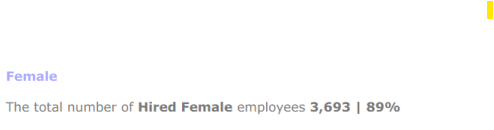 Female
The total number of Hired Female employees 3,693 | 89%